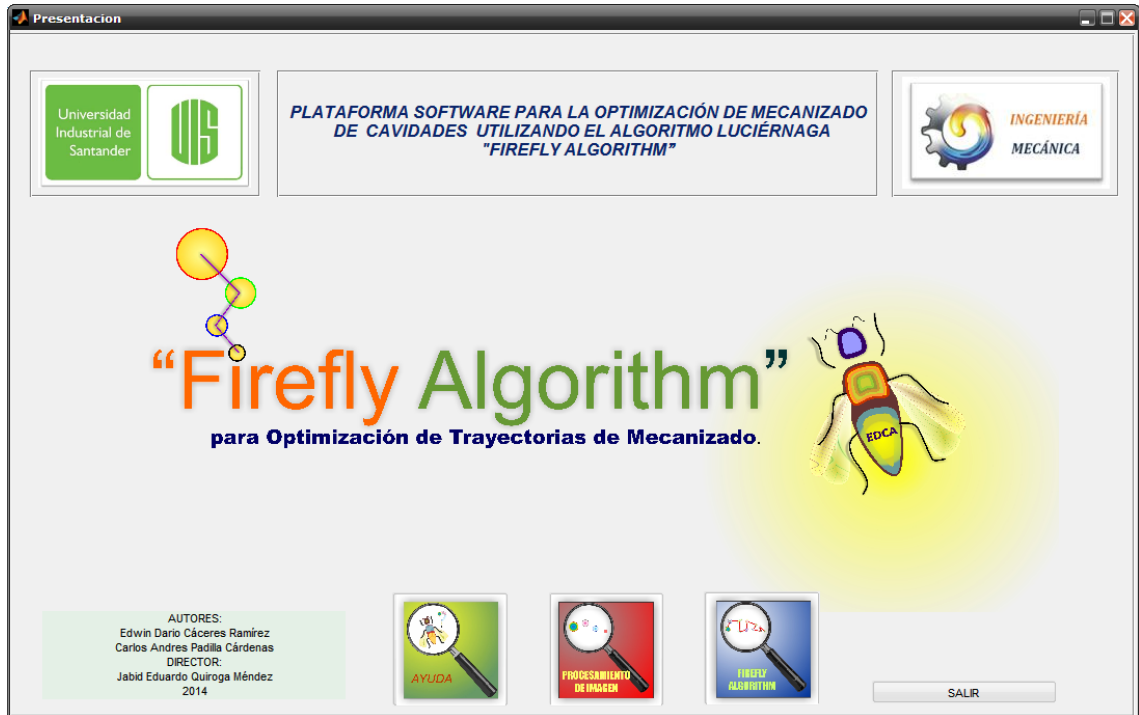 Presentacion
Universidad
Industrial de
Santander
UIS
PLATAFORMA SOFTWARE PARA LA OPTIMIZACIÓN DE MECANIZADO
DE CAVIDADES UTILIZANDO EL ALGORITMO LUCIÉRNAGA
"FIREFLY ALGORITHM”
INGENIERÍA
MECÁNICA
“Firefly Algorithm”
para Optimización de Trayectorias de Mecanizado.
EDCA
AUTORES:
Edwin Dario Cáceres Ramírez
Carlos Andres Padilla Cárdenas
DIRECTOR:
Jabid Eduardo Quiroga Méndez
2014
AYUDA
PROCESAMIENTO
DE IMAGEN
FIREFLY
ALGORITHM
SALIR